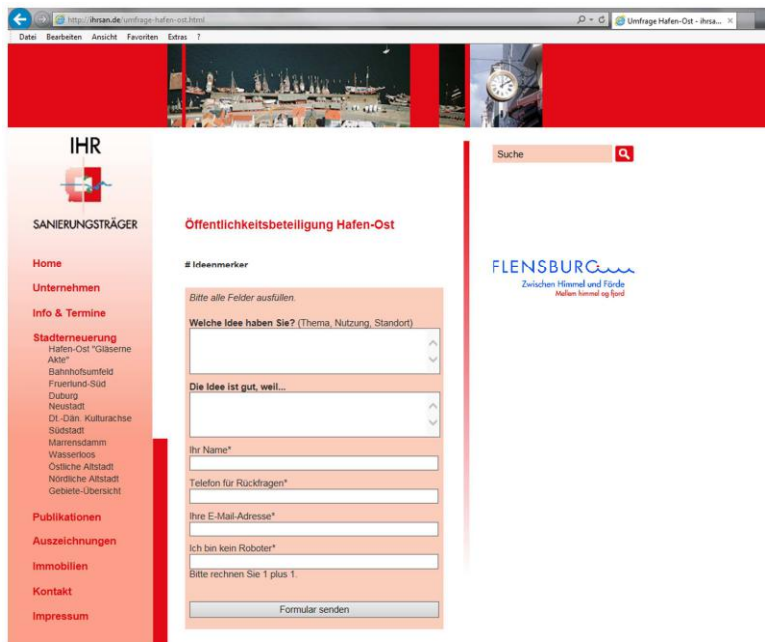 http://ihrsan.de/umfrage-hafen-ost.html
Umfrage Hafen-Ost - ihrsa...
Datei Bearbeiten Ansicht Favoriten Extras ?
IHR
SANIERUNGSTRÄGER
Home
Unternehmen
Info & Termine
Stadterneuerung
Hafen-Ost "Gläserne
Akte"
Bahnhofsumfeld
Fruerlund-Süd
Duburg
Neustadt
Dt.-Dän. Kulturachse
Südstadt
Marrensdamm
Wasserloos
Östliche Altstadt
Nördliche Altstadt
Gebiete-Übersicht
Publikationen
Auszeichnungen
Immobilien
Kontakt
Impressum
Öffentlichkeitsbeteiligung Hafen-Ost
# Ideenmerker
Bitte alle Felder ausfüllen.
Welche Idee haben Sie? (Thema, Nutzung, Standort)
Die Idee ist gut, weil...
Ihr Name*
Telefon für Rückfragen*
Ihre E-Mail-Adresse*
Ich bin kein Roboter*
Bitte rechnen Sie 1 plus 1.
Formular senden
Suche
FLENSBURG
Zwischen Himmel und Förde
Mellem himmel og fjord